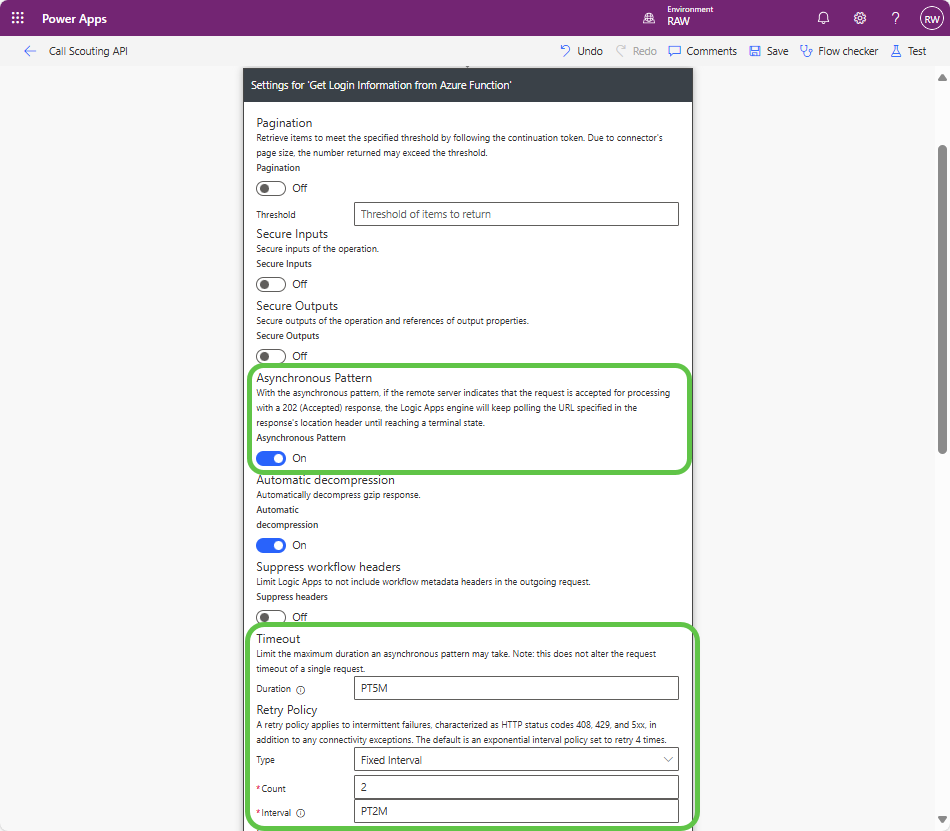 Power Apps
Environment
RAW
?
RW
Call Scouting API
Undo
Redo
Comments
Save
Flow checker
Test
Settings for 'Get Login Information from Azure Function'
Pagination
Retrieve items to meet the specified threshold by following the continuation token. Due to connector's
page size, the number returned may exceed the threshold.
Pagination
Off
Threshold
Threshold of items to return
Secure Inputs
Secure inputs of the operation.
Secure Inputs
Off
Secure Outputs
Secure outputs of the operation and references of output properties.
Secure Outputs
Off
Asynchronous Pattern
With the asynchronous pattern, if the remote server indicates that the request is accepted for processing
with a 202 (Accepted) response, the Logic Apps engine will keep polling the URL specified in the
response's location header until reaching a terminal state.
Asynchronous Pattern
On
Automatic decompression
Automatically decompress gzip response.
Automatic
decompression
On
Suppress workflow headers
Limit Logic Apps to not include workflow metadata headers in the outgoing request.
Suppress headers
Off
Timeout
Limit the maximum duration an asynchronous pattern may take. Note: this does not alter the request
timeout of a single request.
Duration
PT5M
Retry Policy
A retry policy applies to intermittent failures, characterized as HTTP status codes 408, 429, and 5xx, in
addition to any connectivity exceptions. The default is an exponential interval policy set to retry 4 times.
Type
Fixed Interval
*Count
2
*Interval
PT2M